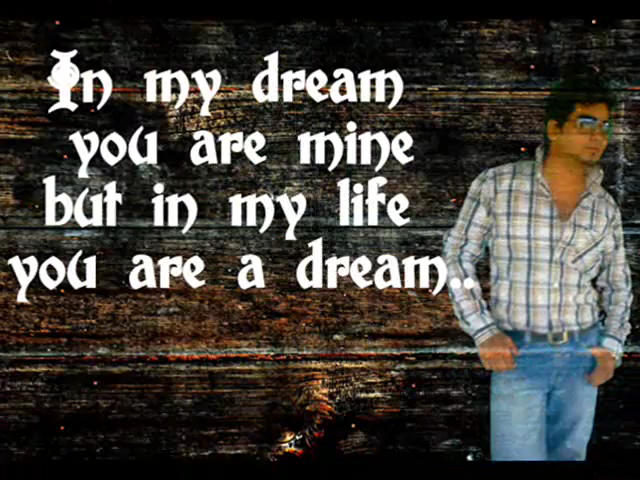 In my dream
you are mine
but in my life
you are a dream..